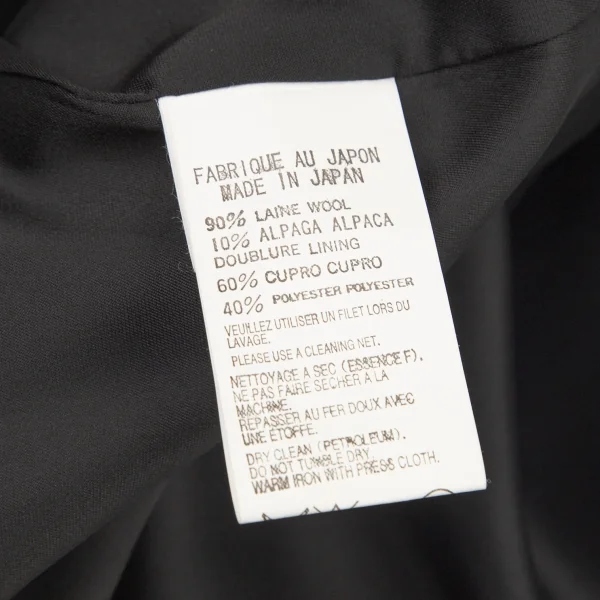 FABRIQUE AU JAPON
MADE IN JAPAN
90% LAINE WOOL
10% ALPAGA ALPACA
DOUBLURE LINING
60% CUPRO CUPRO
40% POLYESTER POLYESTER
VEUILLEZ UTILISER UN FILET LORS DU
LAVAGE.
PLEASE USE A CLEANING NET.
NETTOYAGE A SEC (ESSENCE F).
NE PAS FAIRE SECHER A LA
MACHINE.
REPASSER AU FER DOUX AVEC
UNE ÉTOFFE.
DRY CLEAN (PETROLEUM).
DO NOT TUMBLE DRY.
WARM IRON WITH PRESS CLOTH.